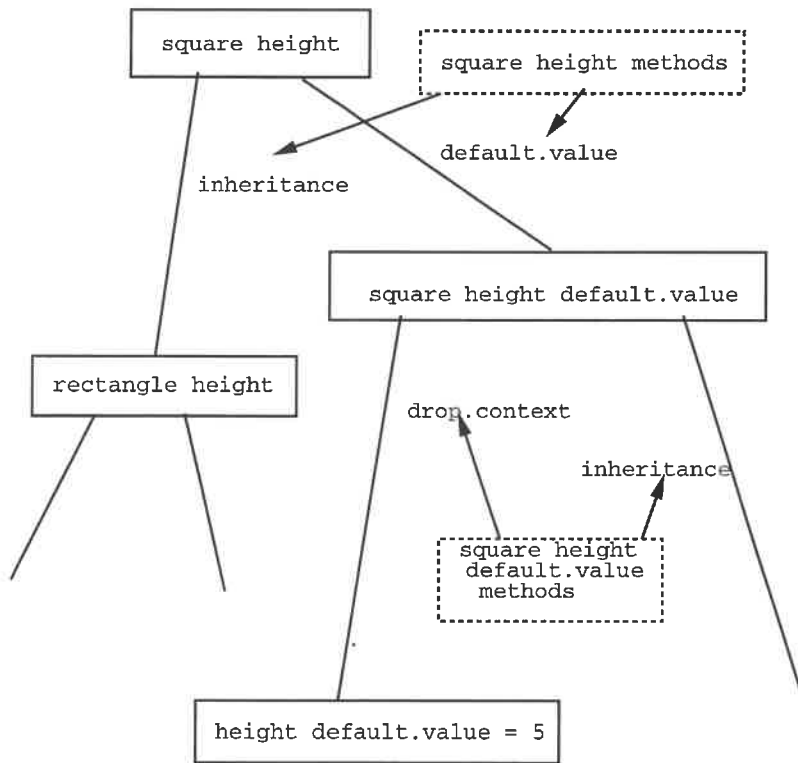 square height
square height methods
default.value
inheritance
square height default.value
rectangle height
drop.context
inheritance
square height
default.value
methods
height default.value = 5